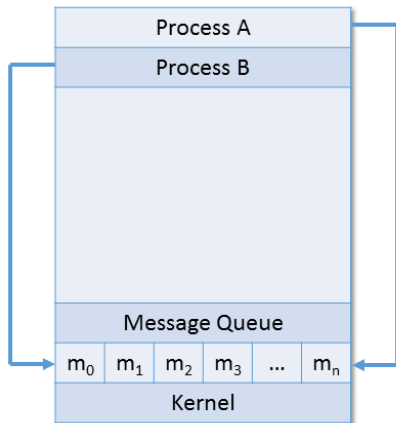 Process A
Process B
Message Queue
m₀ m₁ m₂ m₃ ... mₙ
Kernel